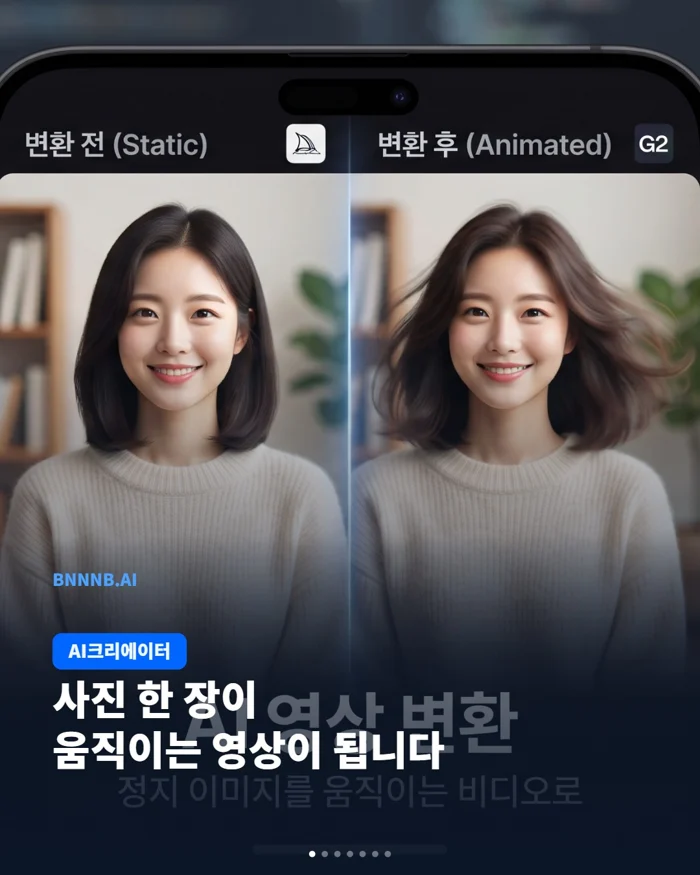 변환 전 (Static)
변환 후 (Animated)
G2
BNNNB.AI
AI크리에이터
사진 한 장이
움직이는 영상이 됩니다
AI 영상 변환
정지 이미지를 움직이는 비디오로